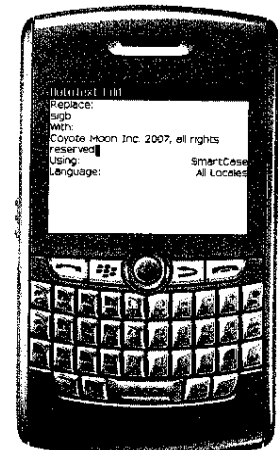 AutoText Edit
Replace:
sigb
With:
Coyote Moon Inc. 2007, all rights
reserved
Using: SmartCase
Language: All Locales